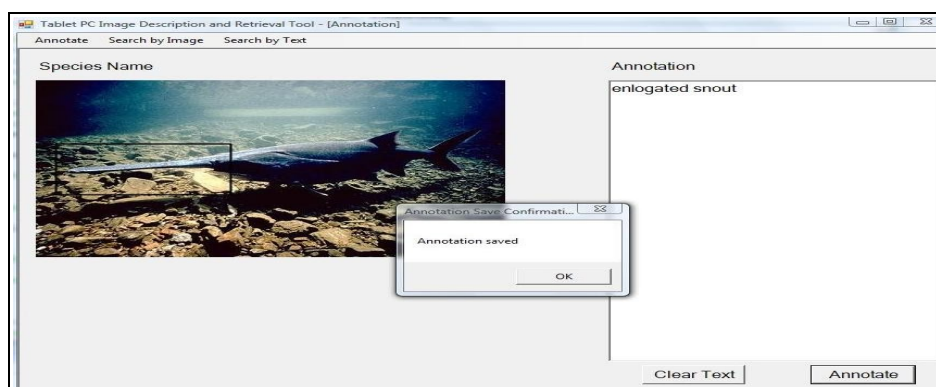 Tablet PC Image Description and Retrieval Tool - [Annotation]
Annotate Search by Image Search by Text
Species Name
Annotation
enlogated snout
Annotation Save Confirmati...
Annotation saved
OK
Clear Text
Annotate